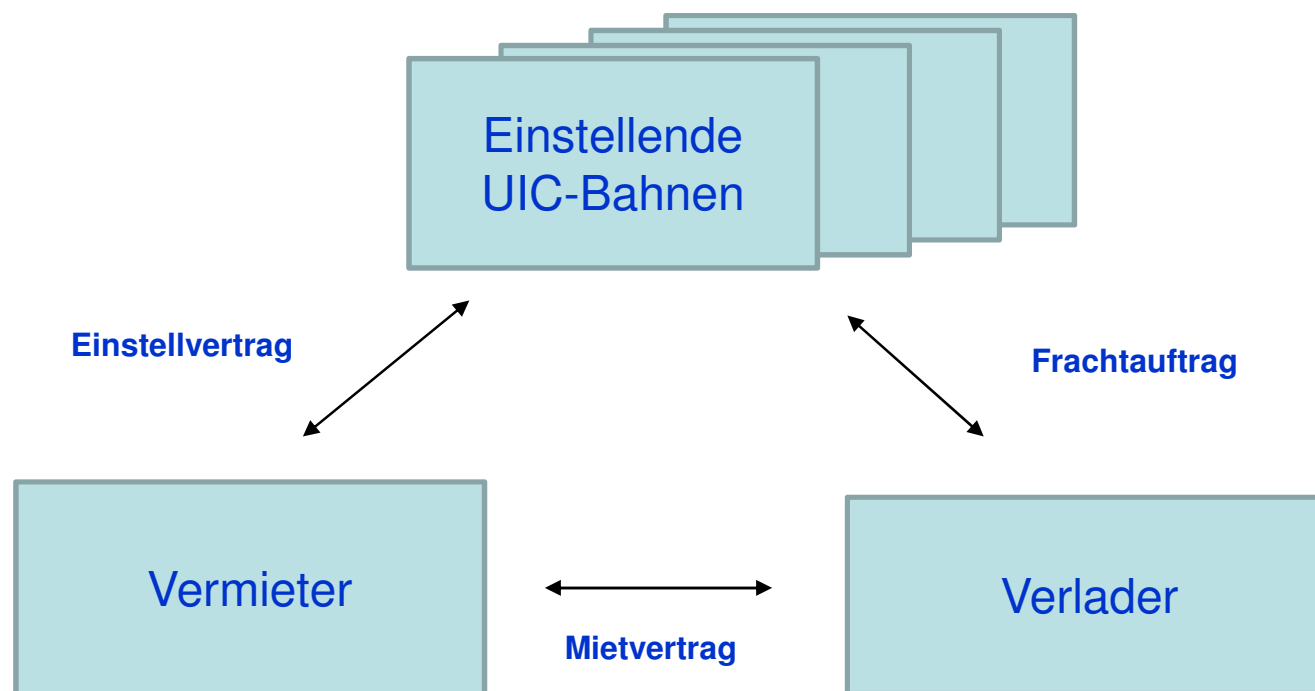 Einstellende
UIC-Bahnen
Einstellvertrag
Frachtauftrag
Vermieter
Verlader
Mietvertrag